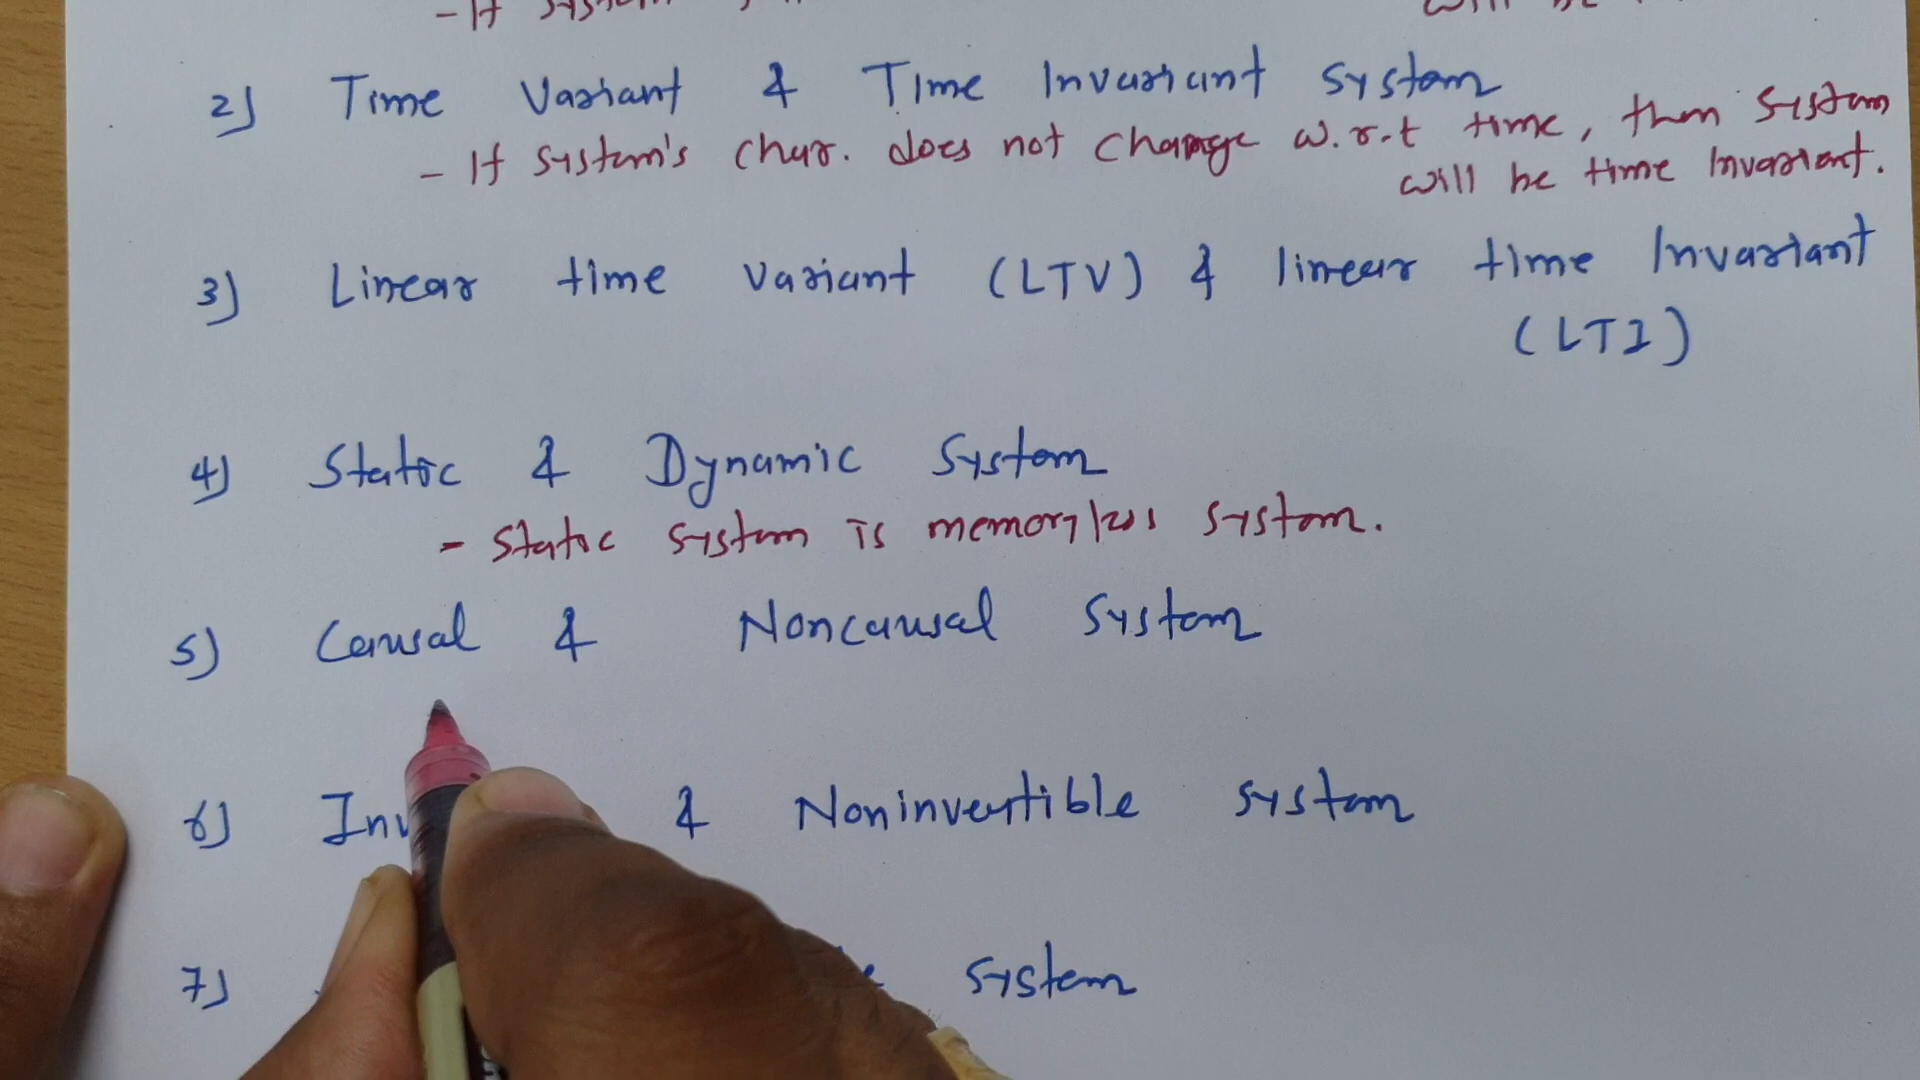 - If
2) Time Variant & Time Invariant system
- If system's char. does not change w.r.t time, then system
will be time Invariant.
3) Linear time variant (LTV) & linear time Invariant
(LTI)
4) Static & Dynamic system
- Static system is memoryless system.
5) Causal & Noncausal system
6) Inv & Noninvertible system
7) system